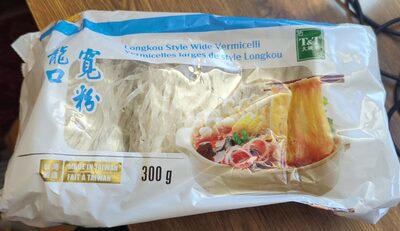 Longkou Style Wide Vermicelli
Vermicelles larges de style Longkou
T&T
龍口
寬粉
MADE IN TAIWAN
FAIT À TAIWAN
300 g